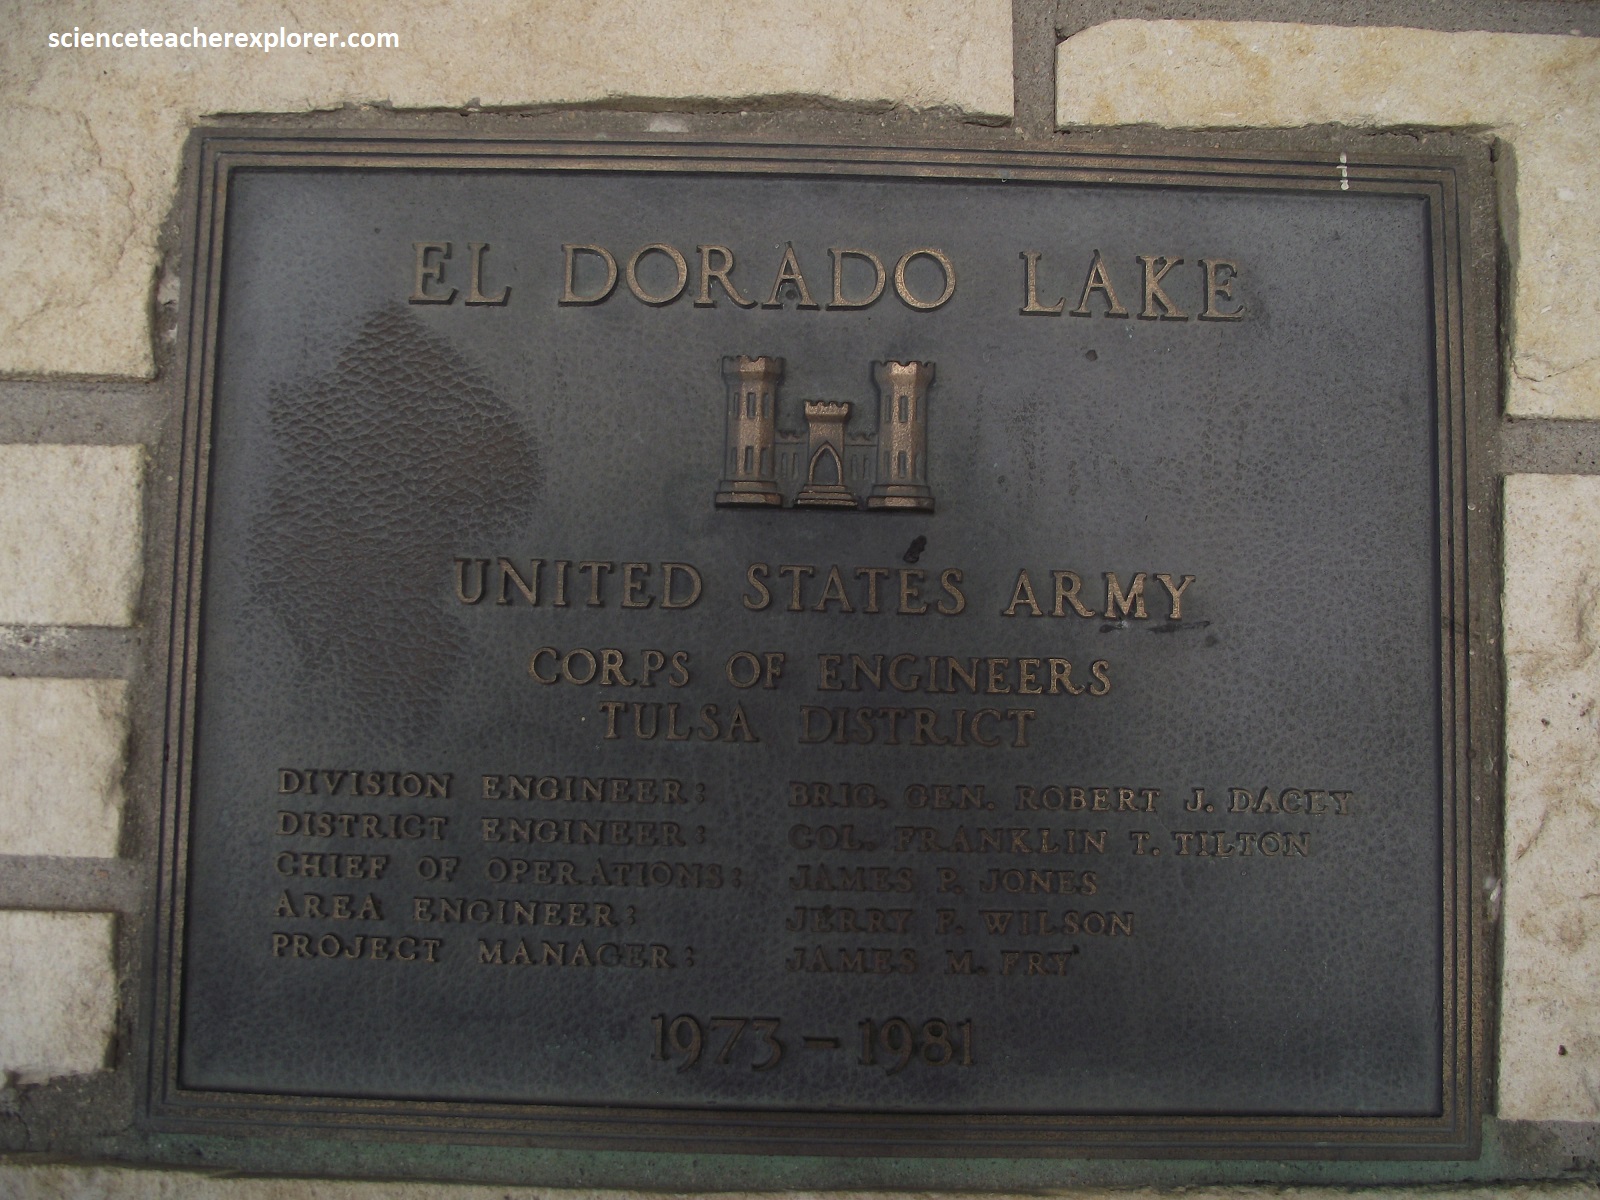 scienceteacherexplorer.com
EL DORADO LAKE
UNITED STATES ARMY
CORPS OF ENGINEERS
TULSA DISTRICT
DIVISION ENGINEER: BRIG. GEN. ROBERT J. DACEY
DISTRICT ENGINEER: COL. FRANKLIN T. TILTON
CHIEF OF OPERATIONS: JAMES P. JONES
AREA ENGINEER: JERRY F. WILSON
PROJECT MANAGER: JAMES M. FRY
1973 – 1981